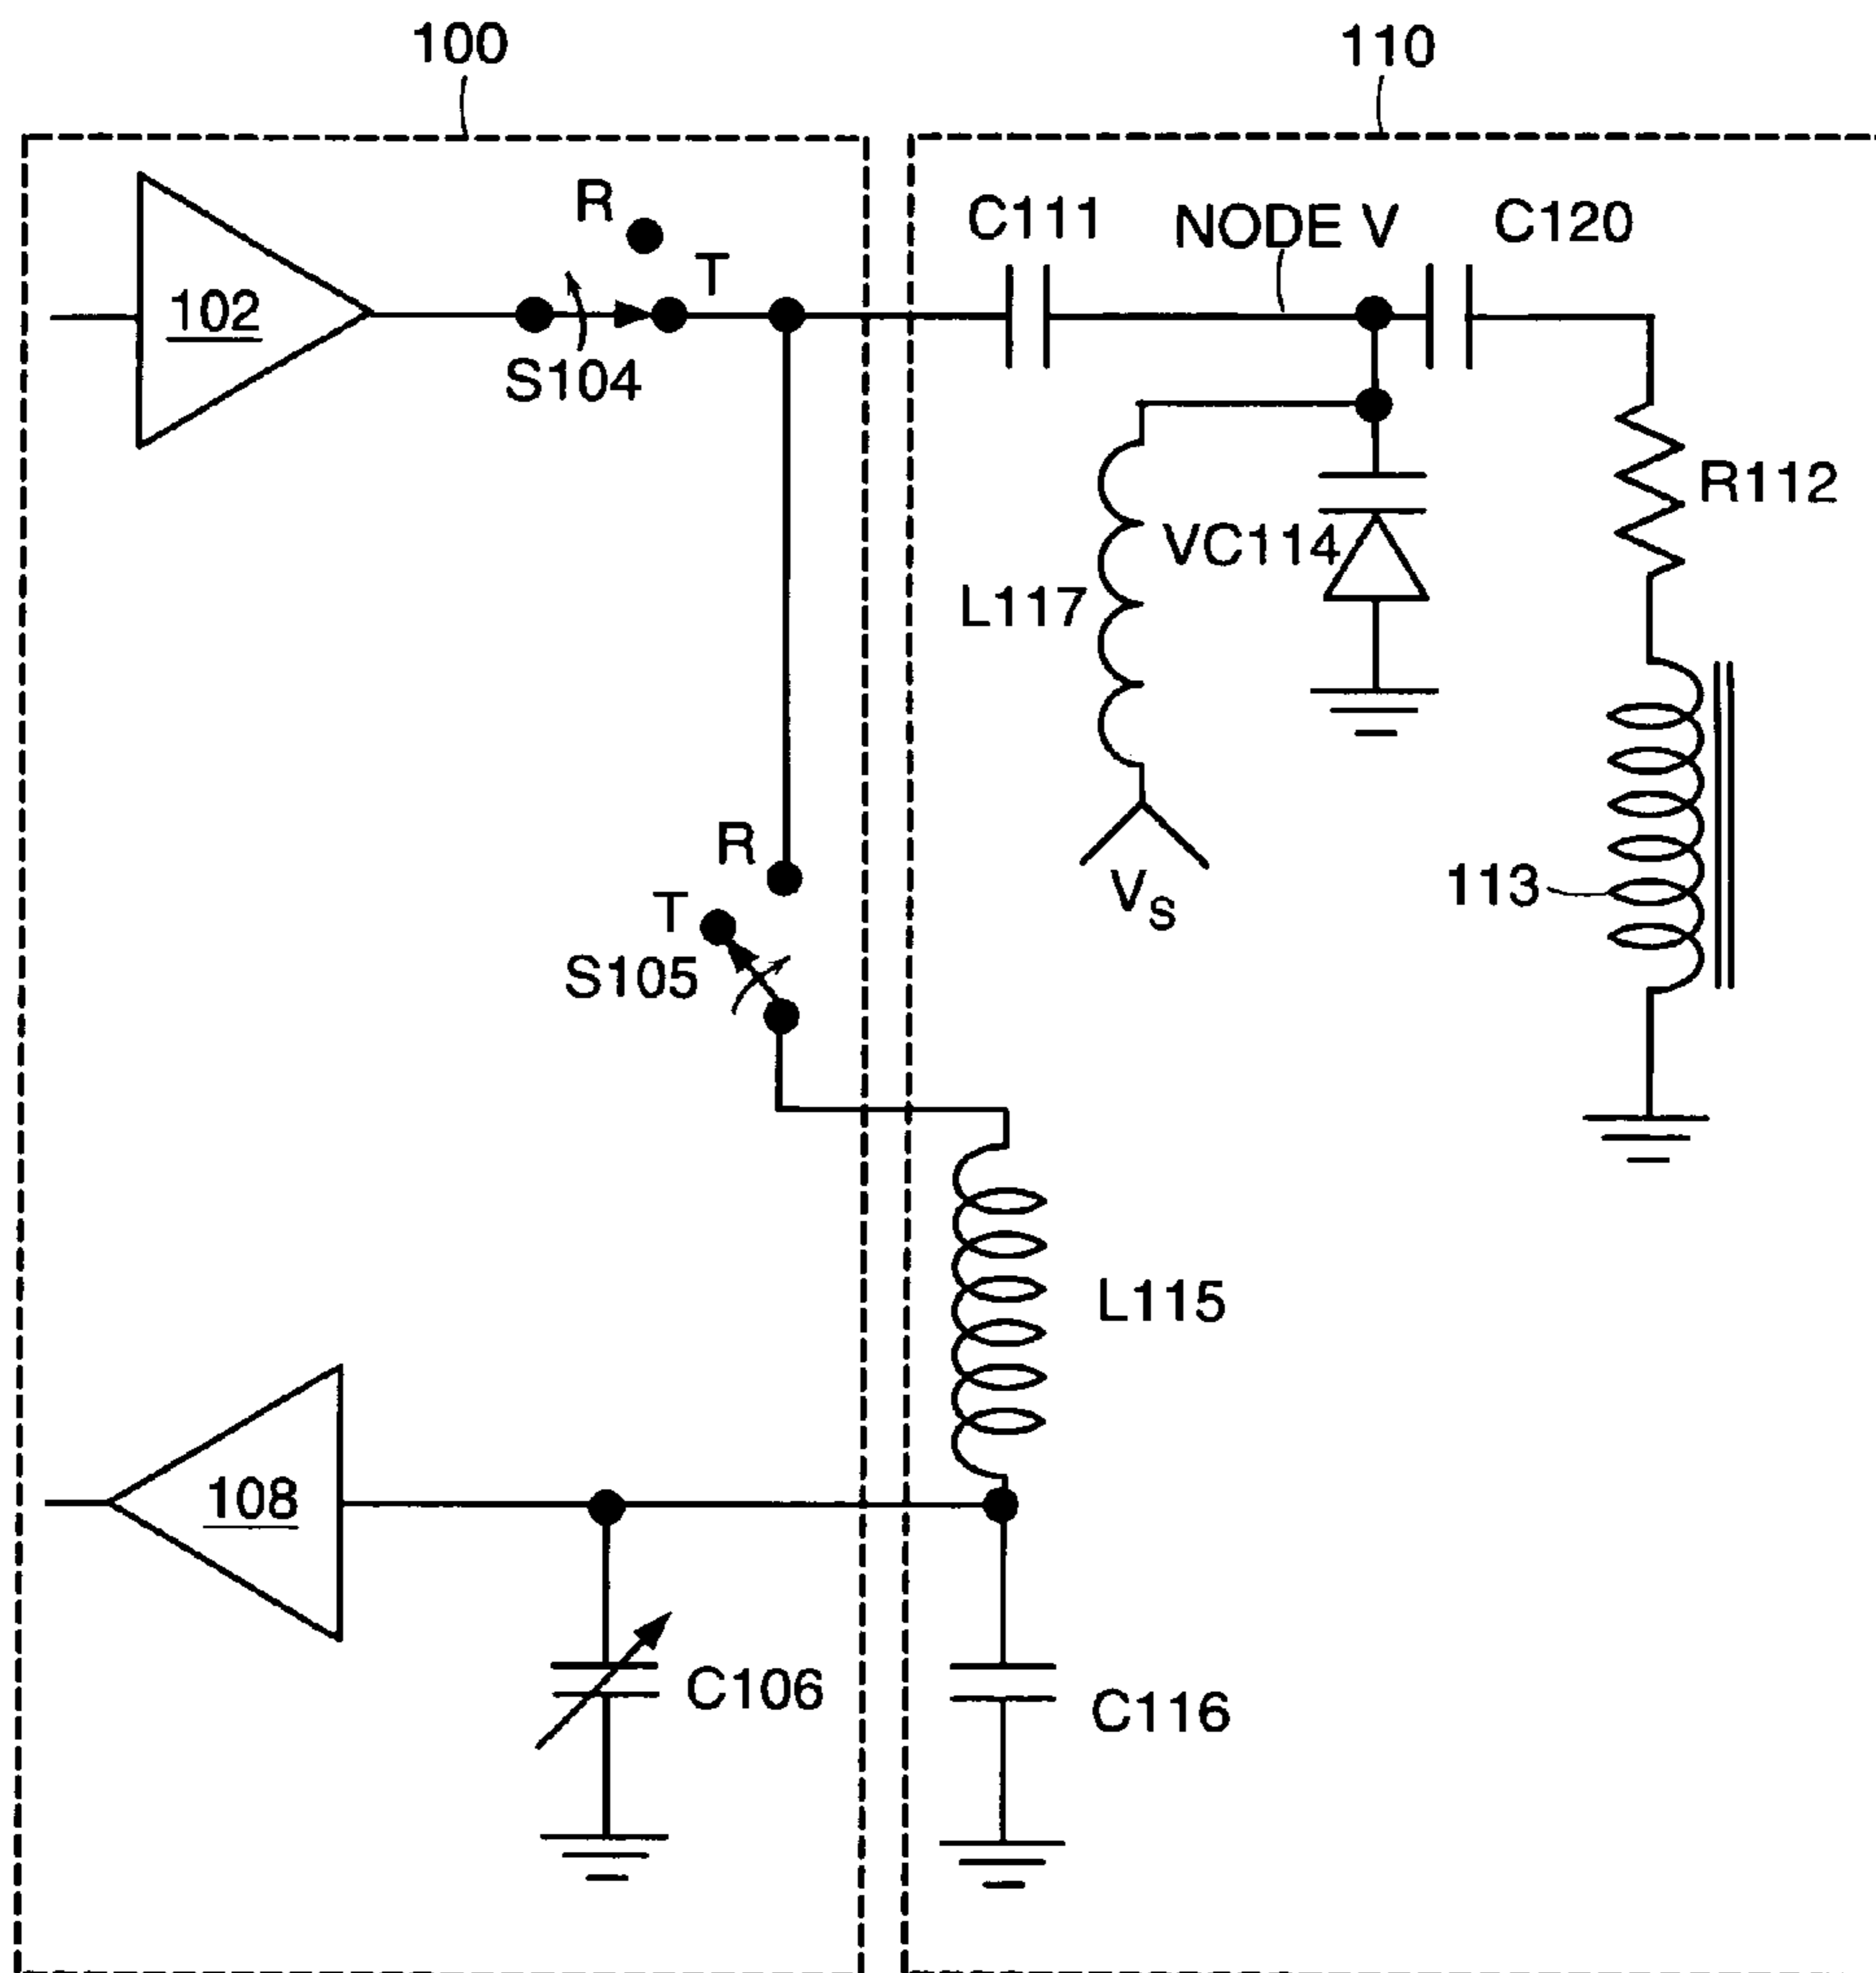 100
110
R
T
102
S104
C111
NODE V
C120
R112
VC114
L117
VS
113
R
T
S105
L115
108
C106
C116